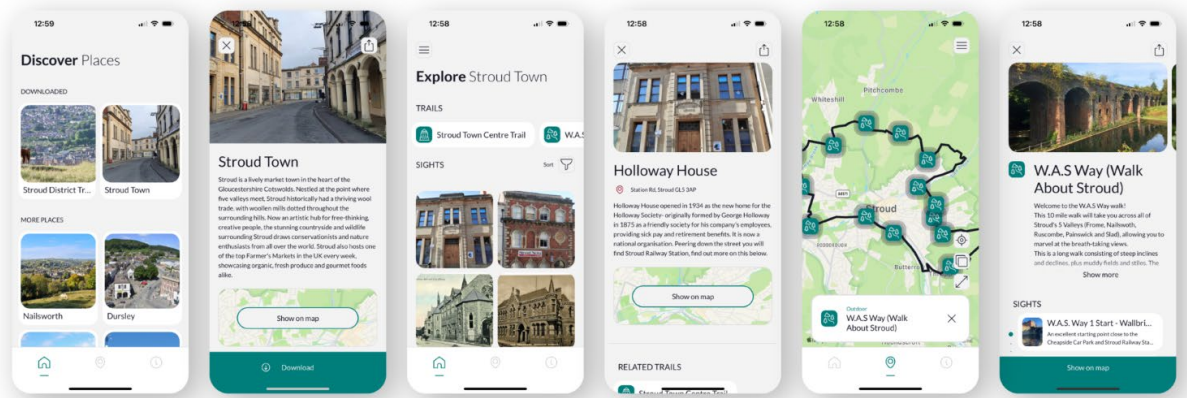 12:59
Discover Places
DOWNLOADED
Stroud District Tr...
Stroud Town
MORE PLACES
Nailsworth
Dursley
12:58
Stroud Town
Stroud is a lively market town in the heart of the
Gloucestershire Cotswolds. Nestled at the point where
five valleys meet, Stroud historically had a thriving wool
trade, with woollen mills dotted throughout the
surrounding hills. Now an artistic hub for free-thinking,
creative people, the stunning countryside and wildlife
surrounding Stroud draws conservationists and nature
enthusiasts from all over the world. Stroud also hosts one
of the top Farmer's Markets in the UK every week,
showcasing organic, fresh produce and gourmet foods
alike.
Show on map
Download
12:58
Explore Stroud Town
TRAILS
Stroud Town Centre Trail
W.A.S
SIGHTS
Sort
12:58
Holloway House
Station Rd, Stroud GL5 3AP
Holloway House opened in 1934 as the new home for the
Holloway Society- originally formed by George Holloway
in 1875 as a friendly society for his company's employees,
providing sick pay and retirement benefits. It is now a
national organisation. Peering down the street you will
find Stroud Railway Station, find out more on this below.
Show on map
RELATED TRAILS
Stroud Town Centre Trail
12:58
Pitchcombe
Whiteshill
Stroud
RODBOROUGH
Butterr
Outdoor
W.A.S Way (Walk
About Stroud)
12:58
W.A.S Way (Walk
About Stroud)
Welcome to the W.A.S Way walk!
This 10 mile walk will take you across all of
Stroud's 5 Valleys (Frome, Nailsworth,
Ruscombe, Painswick and Slad), allowing you to
marvel at the breath-taking views.
This is a long walk consisting of steep inclines
and declines, plus muddy fields and stiles. The
Show more
SIGHTS
W.A.S. Way 1 Start - Wallbri...
An excellent starting point close to the
Cheapside Car Park and Stroud Railway Sta...
Show on map